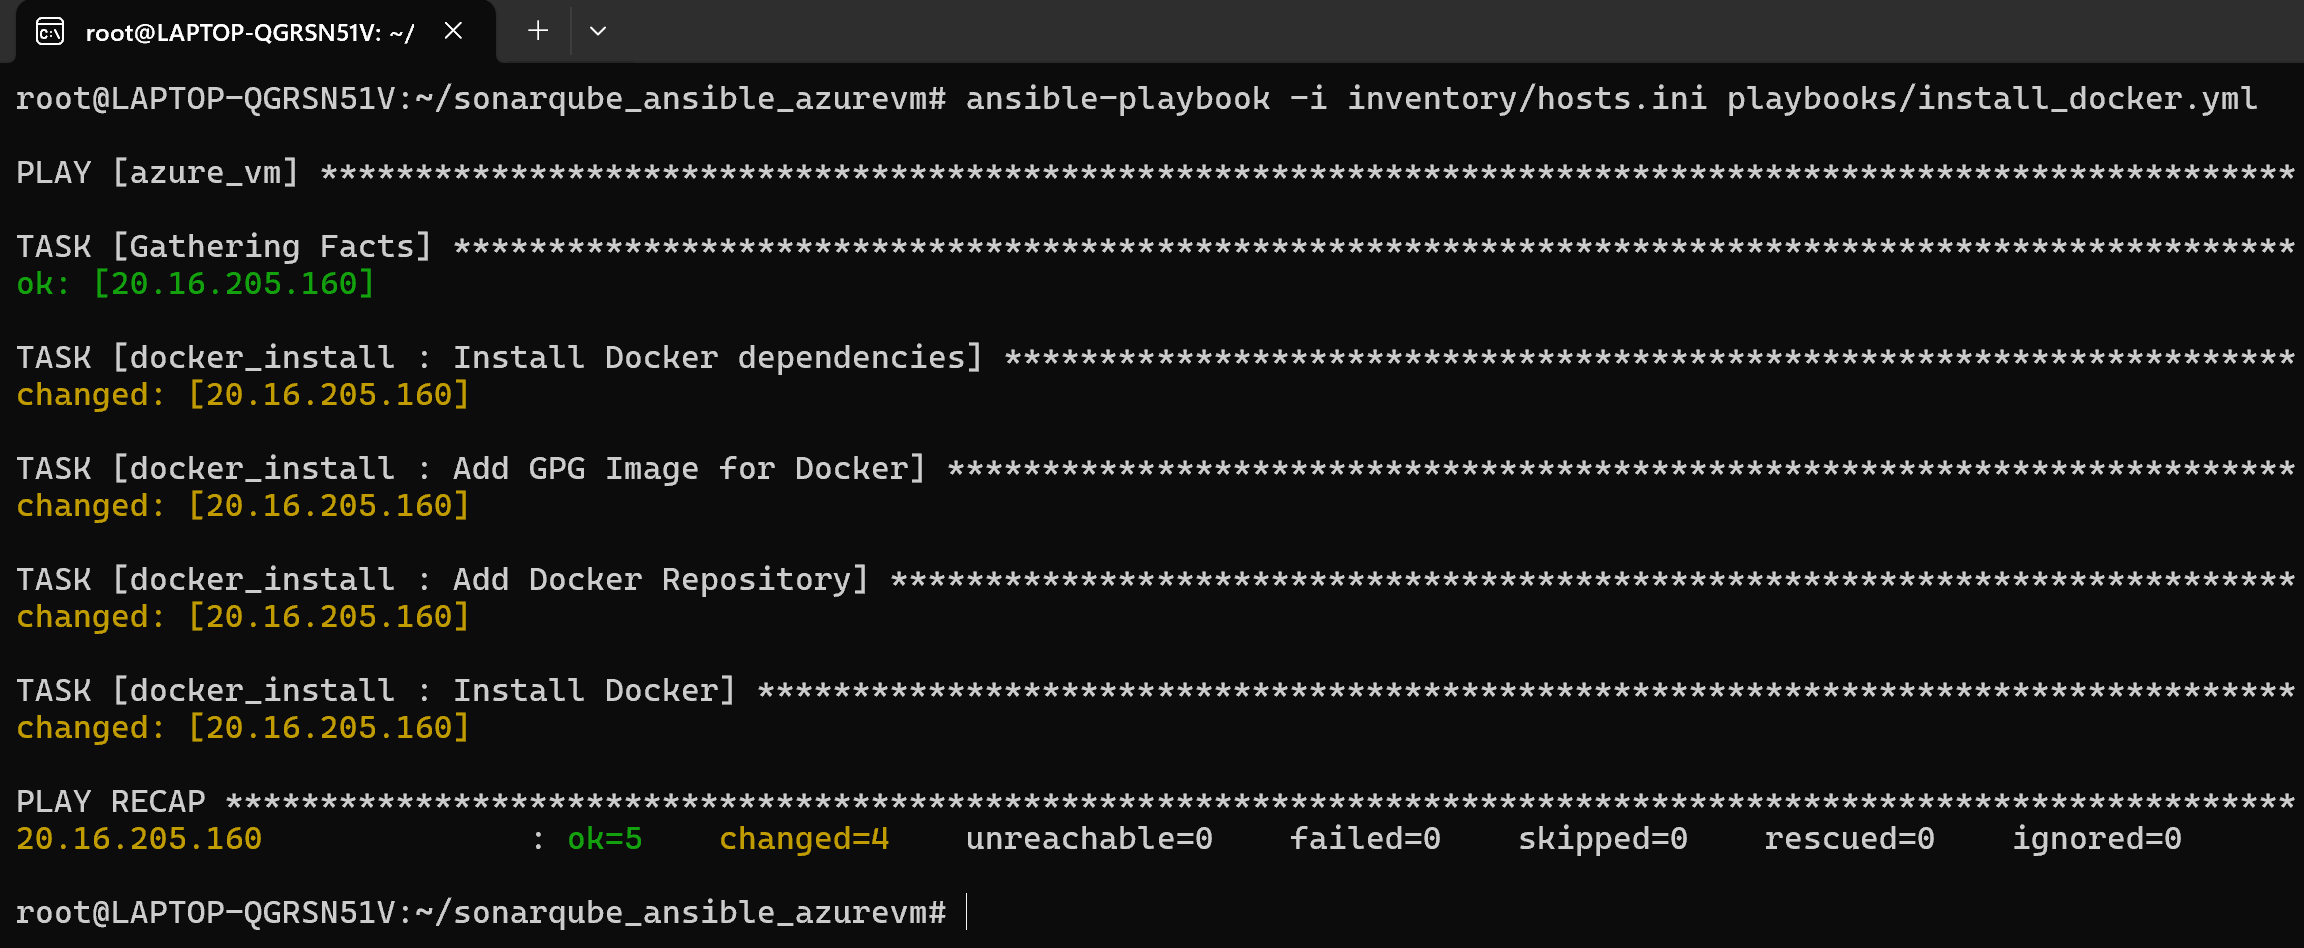 root@LAPTOP-QGRSN51V: ~/
root@LAPTOP-QGRSN51V:~/sonarqube_ansible_azurevm# ansible-playbook -i inventory/hosts.ini playbooks/install_docker.yml
PLAY [azure_vm] ********************************************************************************************************
TASK [Gathering Facts] *************************************************************************************************
ok: [20.16.205.160]
TASK [docker_install : Install Docker dependencies] ********************************************************************
changed: [20.16.205.160]
TASK [docker_install : Add GPG Image for Docker] ***********************************************************************
changed: [20.16.205.160]
TASK [docker_install : Add Docker Repository] **************************************************************************
changed: [20.16.205.160]
TASK [docker_install : Install Docker] *********************************************************************************
changed: [20.16.205.160]
PLAY RECAP *************************************************************************************************************
20.16.205.160              : ok=5    changed=4    unreachable=0    failed=0    skipped=0    rescued=0    ignored=0
root@LAPTOP-QGRSN51V:~/sonarqube_ansible_azurevm#